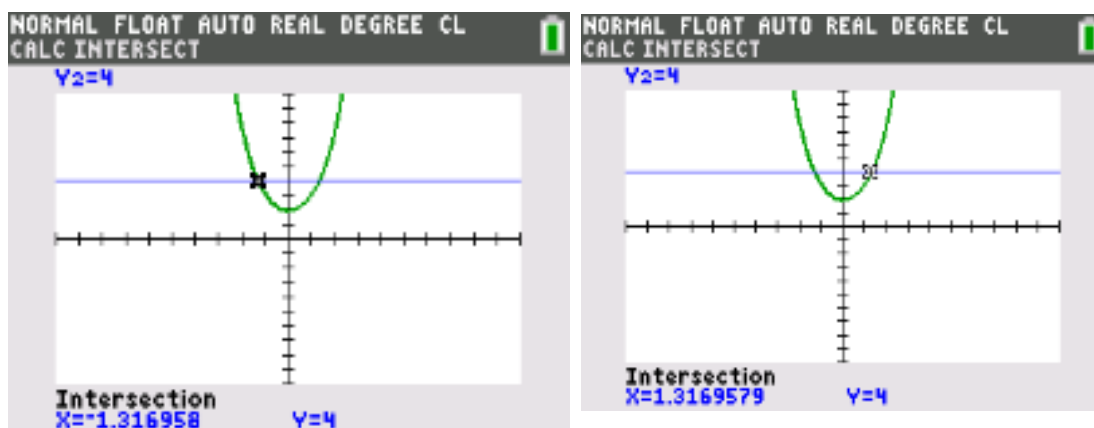 NORMAL FLOAT AUTO REAL DEGREE CL
CALC INTERSECT
Y2=4
Intersection
X=-1.316958 Y=4
NORMAL FLOAT AUTO REAL DEGREE CL
CALC INTERSECT
Y2=4
Intersection
X=1.3169579 Y=4